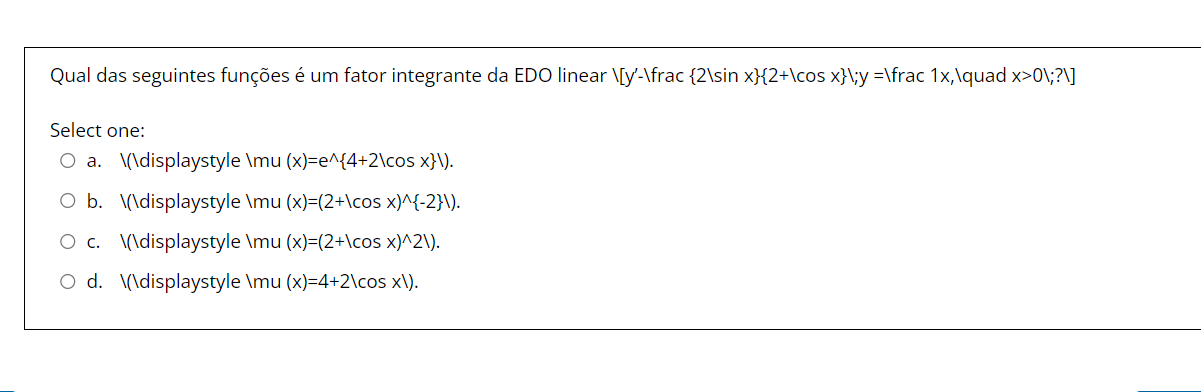 Qual das seguintes funções é um fator integrante da EDO linear \[y'-\frac {2\sin x}{2+\cos x}\;y =\frac 1x,\quad x>0\;?\]
Select one:
a. \(\displaystyle \mu (x)=e^{4+2\cos x}\).
b. \(\displaystyle \mu (x)=(2+\cos x)^{-2}\).
c. \(\displaystyle \mu (x)=(2+\cos x)^2\).
d. \(\displaystyle \mu (x)=4+2\cos x\).